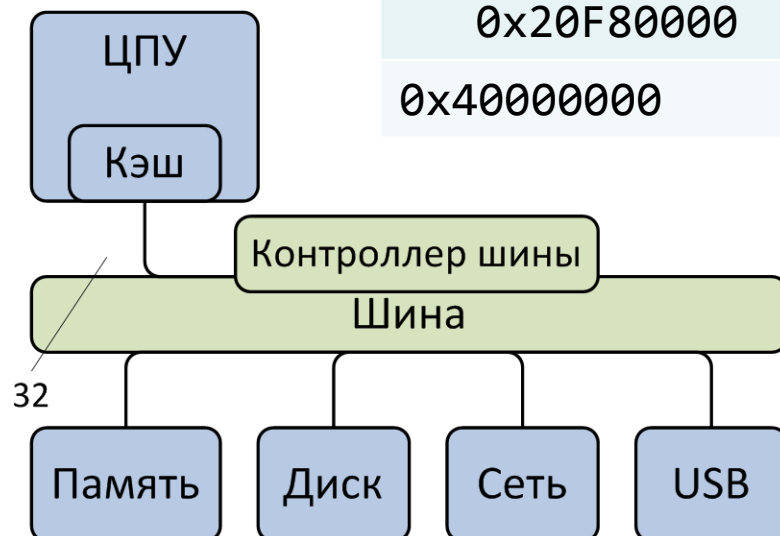 ЦПУ
Кэш
0x20F80000
0x40000000
Контроллер шины
Шина
32
Память
Диск
Сеть
USB